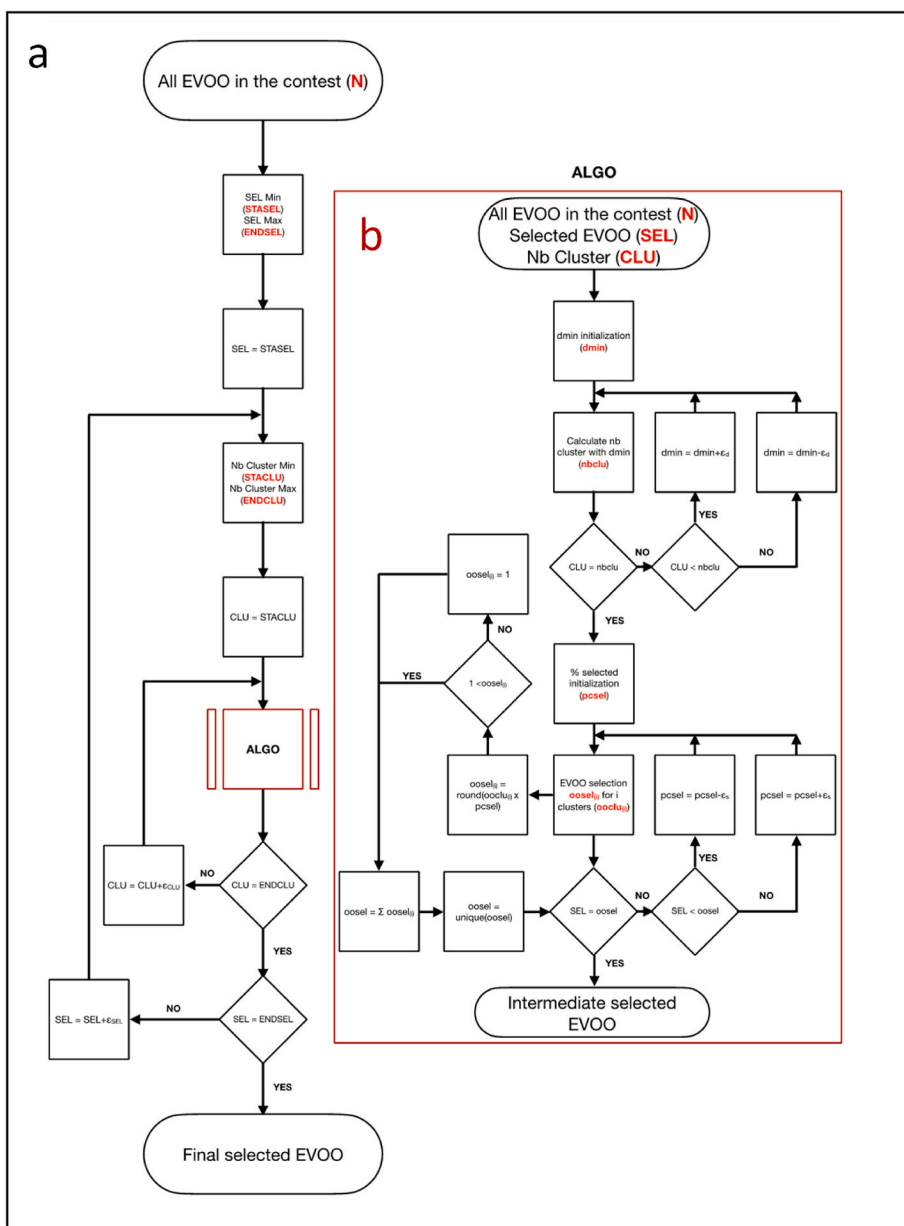 a
All EVOO in the contest (N)
SEL Min
(STASEL)
SEL Max
(ENDSEL)
SEL = STASEL
Nb Cluster Min
(STACLU)
Nb Cluster Max
(ENDCLU)
CLU = STACLU
ALGO
CLU = ENDCLU
NO
CLU = CLU+εCLU
YES
SEL = ENDSEL
NO
SEL = SEL+εSEL
YES
Final selected EVOO
ALGO
b
All EVOO in the contest (N)
Selected EVOO (SEL)
Nb Cluster (CLU)
dmin initialization
(dmin)
Calculate nb
cluster with dmin
(nbclu)
dmin = dmin+εd
dmin = dmin-εd
YES
CLU = nbclu
NO
CLU < nbclu
NO
YES
% selected
initialization
(pcsel)
oosel(i) = 1
NO
1 <oosel(i)
YES
oosel(i) =
round(ooclu(i) x
pcsel)
EVOO selection
oosel(i) for i
clusters (ooclu(i))
pcsel = pcsel-εs
pcsel = pcsel+εs
YES
oosel = Σ oosel(i)
oosel =
unique(oosel)
SEL = oosel
NO
SEL < oosel
NO
YES
Intermediate selected
EVOO